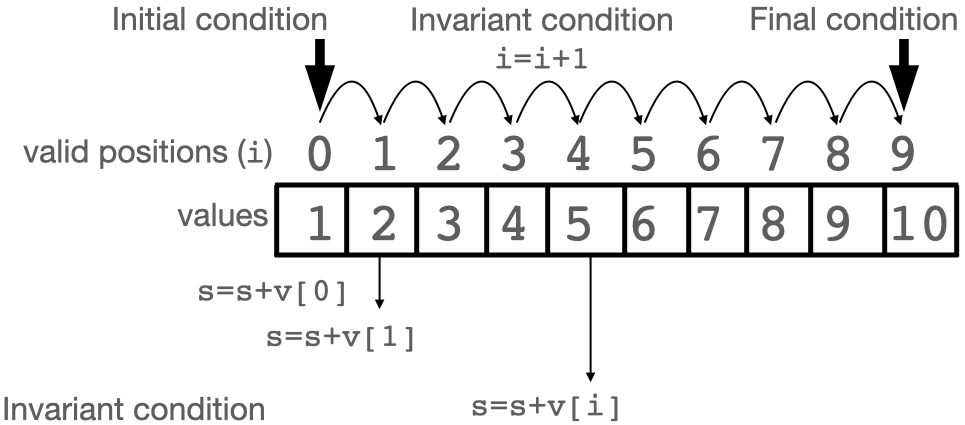 Initial condition Invariant condition Final condition
i=i+1
valid positions (i) 0 1 2 3 4 5 6 7 8 9
values 1 2 3 4 5 6 7 8 9 10
s=s+v[0]
s=s+v[1]
Invariant condition s=s+v[i]